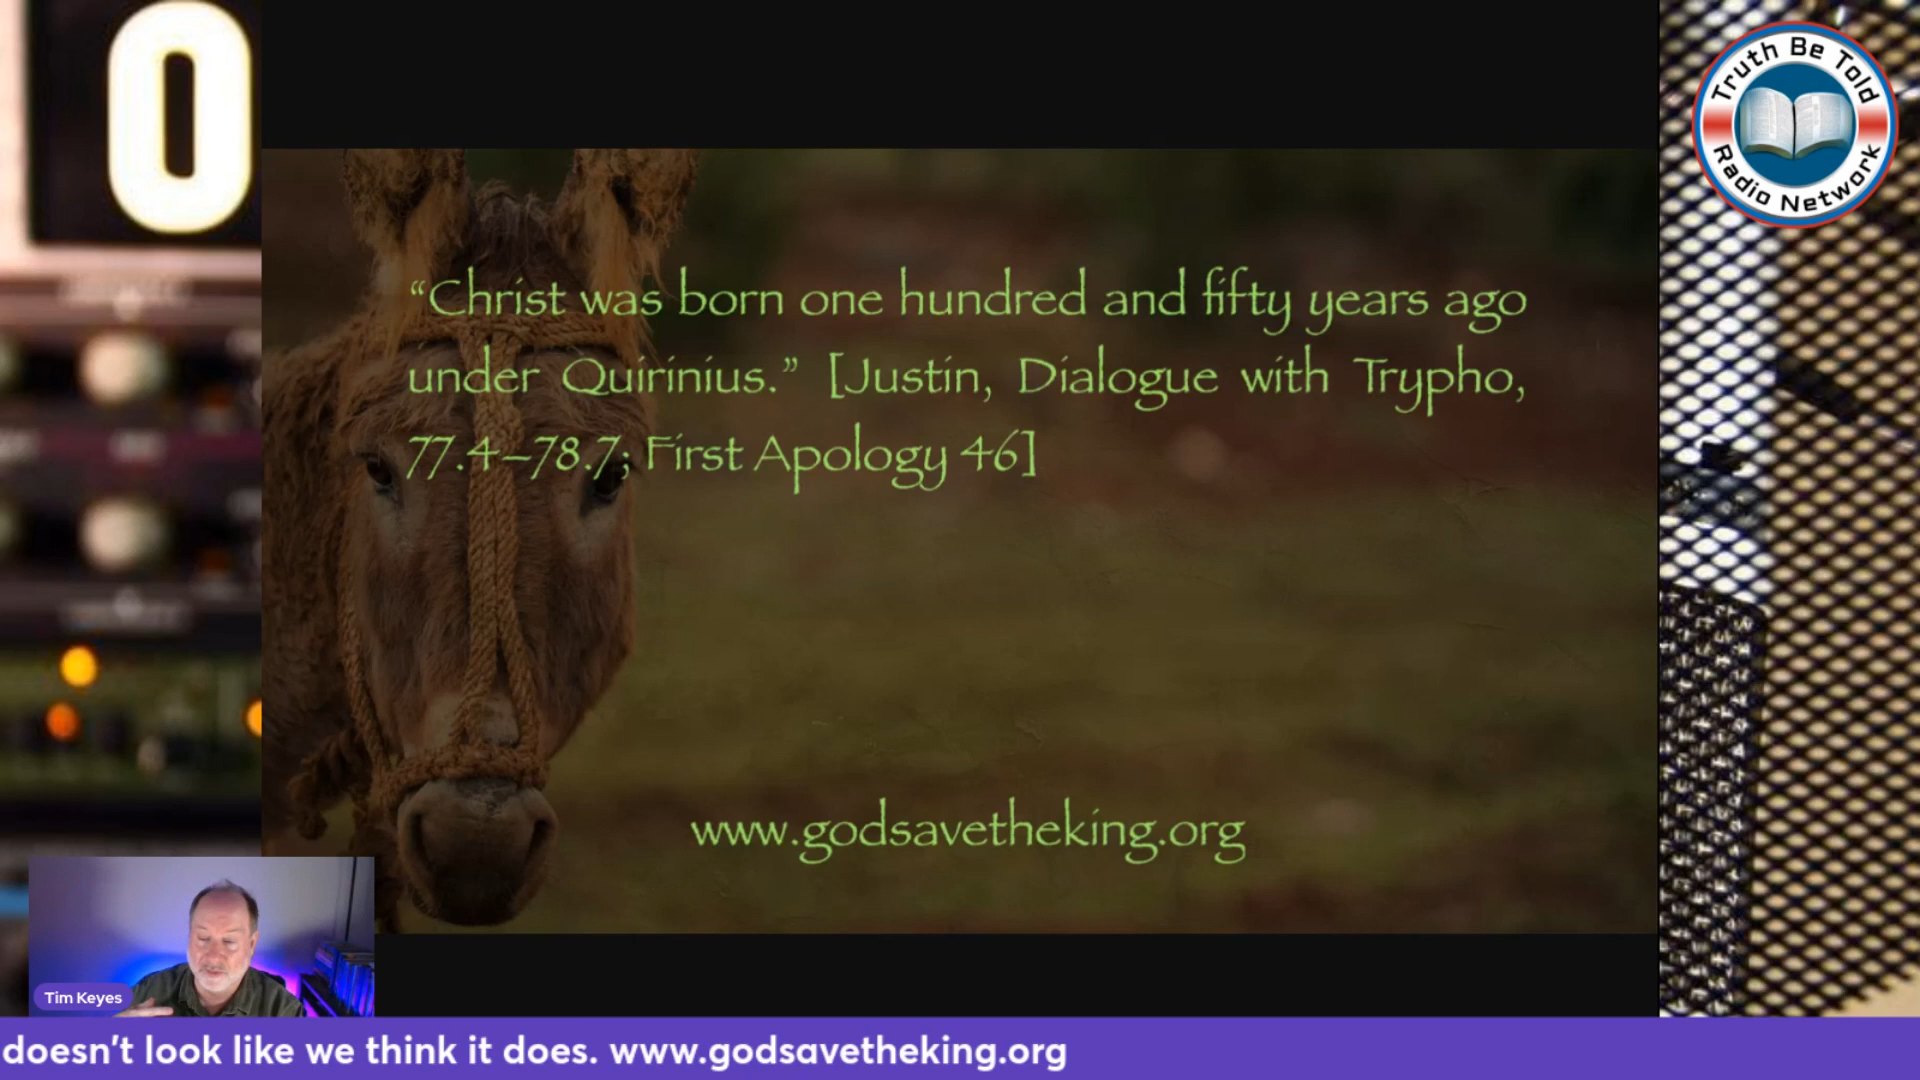 0
Truth Be Told
Radio Network
“Christ was born one hundred and fifty years ago
under Quirinius.” [Justin, Dialogue with Trypho,
77.4–78.7; First Apology 46]
www.godsavetheking.org
Tim Keyes
doesn't look like we think it does. www.godsavetheking.org